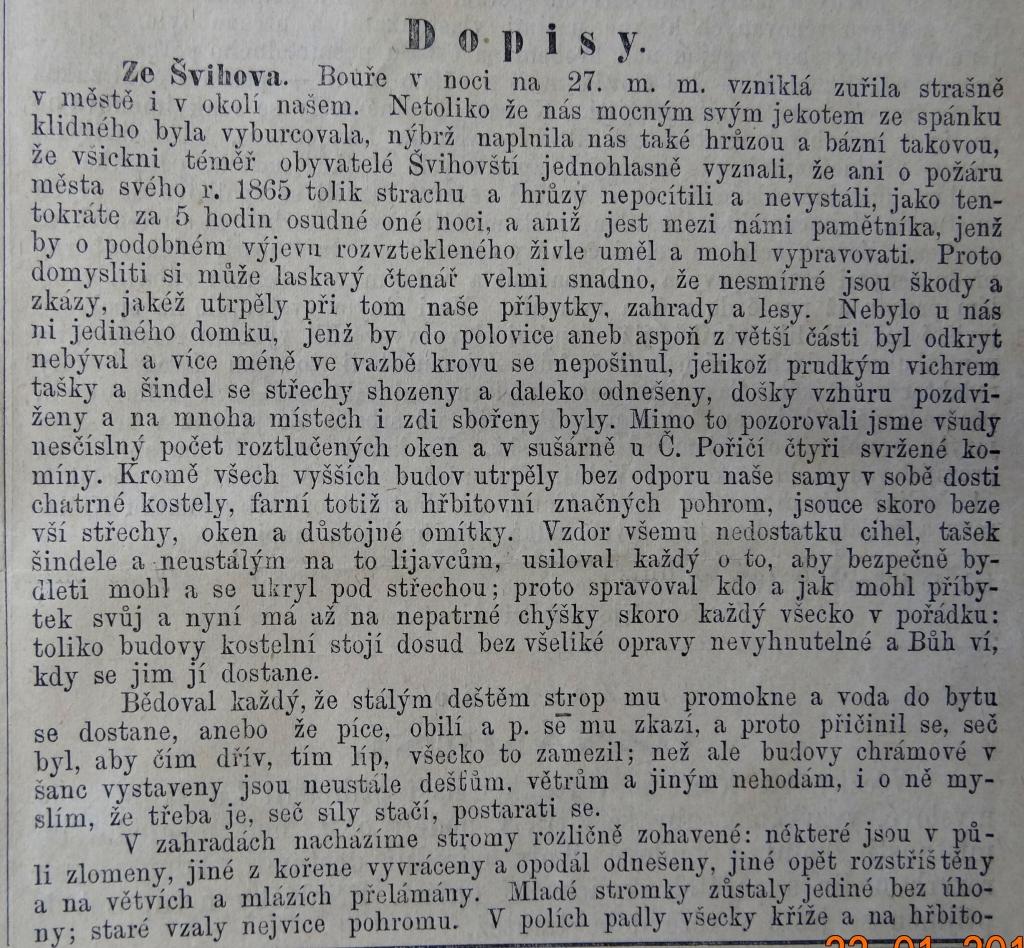 Dopisy.
Ze Švihova. Bouře v noci na 27. m. m. vzniklá zuřila strašně
v městě i v okolí našem. Netoliko že nás mocným svým jekotem ze spánku
klidného byla vyburcovala, nýbrž naplnila nás také hrůzou a bázní takovou,
že všickni téměř obyvatelé Švihovští jednohlasně vyznali, že ani o požáru
města svého r. 1865 tolik strachu a hrůzy nepocítili a nevystáli, jako ten-
tokráte za 5 hodin osudné oné noci, a aniž jest mezi námi pamětníka, jenž
by o podobném výjevu rozvztekleného živle uměl a mohl vypravovati. Proto
domysliti si může laskavý čtenář velmi snadno, že nesmírné jsou škody a
zkázy, jakéž utrpěly při tom naše příbytky, zahrady a lesy. Nebylo u nás
ni jediného domku, jenž by do polovice aneb aspoň z větší části byl odkryt
nebýval a více méně ve vazbě krovu se nepošinul, jelikož prudkým vichrem
tašky a šindel se střechy shozeny a daleko odnešeny, došky vzhůru pozdvi-
ženy a na mnoha místech i zdi sbořeny byly. Mimo to pozorovali jsme všudy
nesčíslný počet roztlučených oken a v sušárně u Č. Poříčí čtyři svržené ko-
míny. Kromě všech vyšších budov utrpěly bez odporu naše samy v sobě dosti
chatrné kostely, farní totiž a hřbitovní značných pohrom, jsouce skoro beze
vší střechy, oken a důstojné omítky. Vzdor všemu nedostatku cihel, tašek
šindele a neustálým na to lijavcům, usiloval každý o to, aby bezpečně by-
dleti mohl a se ukryl pod střechou; proto spravoval kdo a jak mohl příby-
tek svůj a nyní má až na nepatrné chýšky skoro každý všecko v pořádku:
toliko budovy kostelní stojí dosud bez všeliké opravy nevyhnutelné a Bůh ví,
kdy se jim jí dostane.
Bědoval každý, že stálým deštěm strop mu promokne a voda do bytu
se dostane, anebo že píce, obilí a p. se mu zkazí, a proto přičinil se, seč
byl, aby čím dřív, tím líp, všecko to zamezil; než ale budovy chrámové v
šanc vystaveny jsou neustále dešťům, větrům a jiným nehodám, i o ně my-
slím, že třeba je, seč síly stačí, postarati se.
V zahradách nacházíme stromy rozličně zohavené: některé jsou v pů-
li zlomeny, jiné z kořene vyvráceny a opodál odnešeny, jiné opět rozstříštěny
a na větvích a mlázích přelámány. Mladé stromky zůstaly jediné bez úho-
ny; staré vzaly nejvíce pohromu. V polích padly všecky kříže a na hřbito-